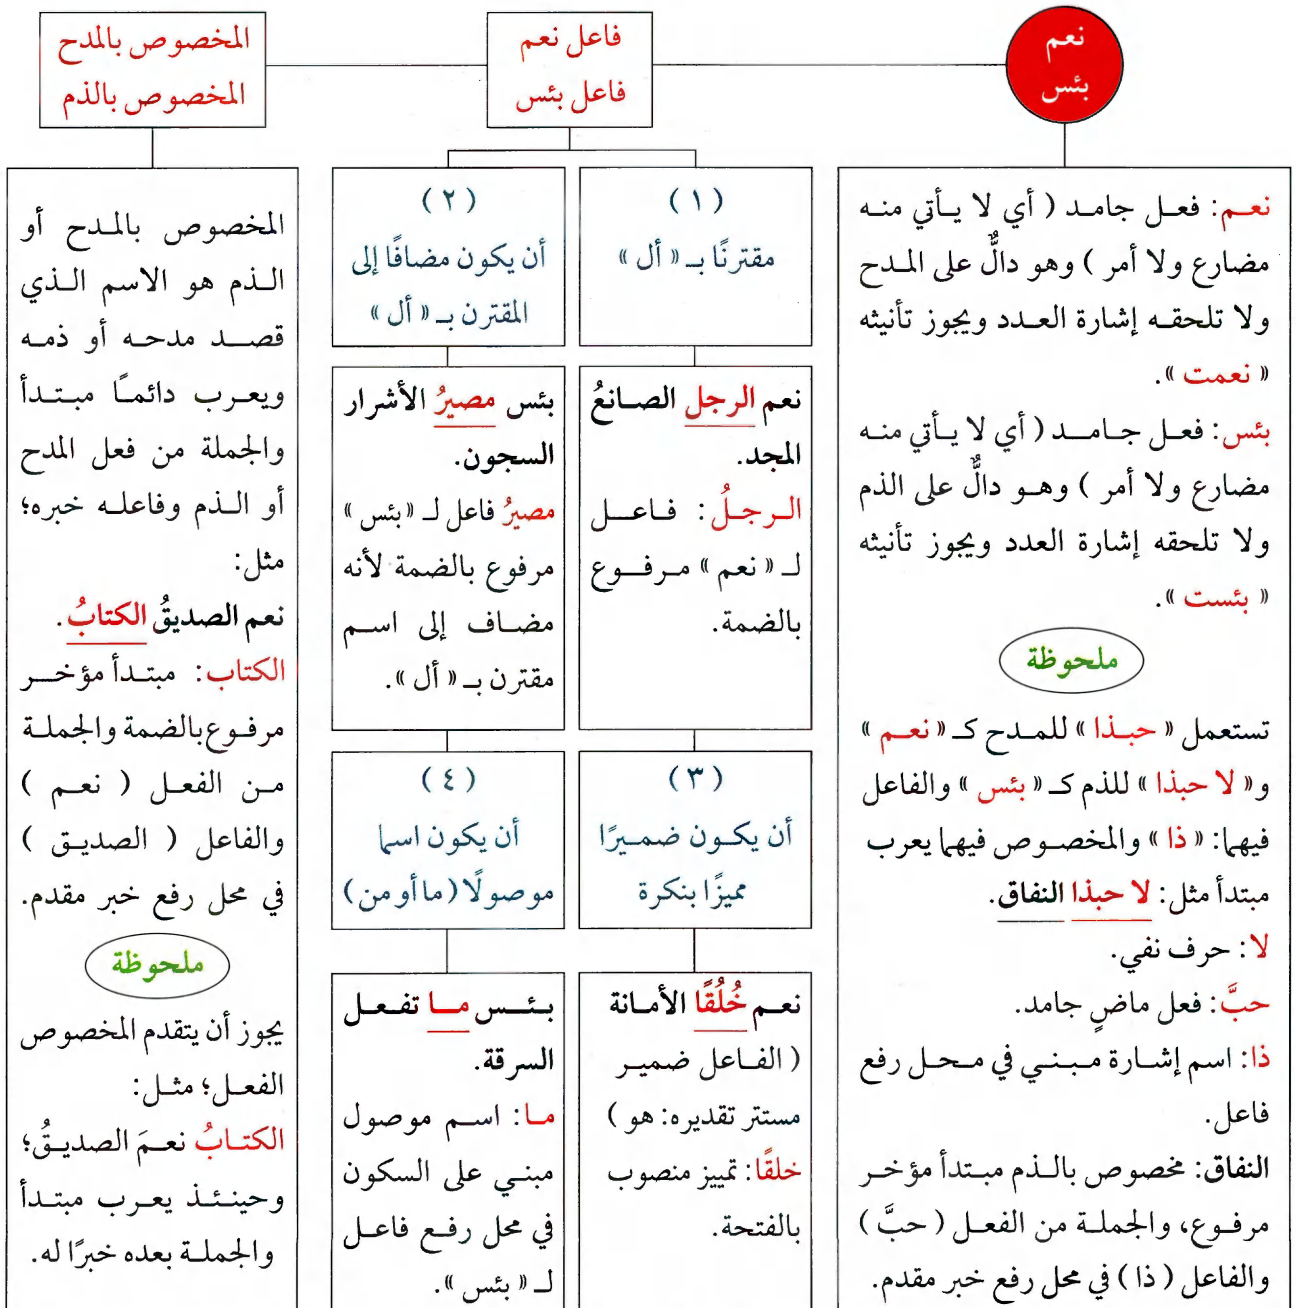 نعم
بئس
فاعل نعم
فاعل بئس
المخصوص بالمدح
المخصوص بالذم
نعم: فعل جامد ( أي لا يأتي منه
مضارع ولا أمر ) وهو دالٌّ على المدح
ولا تلحقه إشارة العدد ويجوز تأنيثه
« نعمت ».
بئس: فعل جامد ( أي لا يأتي منه
مضارع ولا أمر ) وهو دالٌّ على الذم
ولا تلحقه إشارة العدد ويجوز تأنيثه
« بئست ».
ملحوظة
تستعمل « حبذا » للمدح كـ « نعم »
و« لا حبذا » للذم كـ « بئس » والفاعل
فيهما: « ذا » والمخصوص فيهما يعرب
مبتدأ مثل: لا حبذا النفاق.
لا: حرف نفي.
حبَّ: فعل ماضٍ جامد.
ذا: اسم إشارة مبني في محل رفع
فاعل.
النفاق: مخصوص بالذم مبتدأ مؤخر
مرفوع، والجملة من الفعل ( حبَّ )
والفاعل ( ذا ) في محل رفع خبر مقدم.
( ١ )
مقترنًا بـ « أل »
نعم الرجل الصانعُ
المجد.
الرجلُ: فاعل
لـ « نعم » مرفوع
بالضمة.
( ٢ )
أن يكون مضافًا إلى
المقترن بـ « أل »
بئس مصيرُ الأشرار
السجون.
مصيرُ فاعل لـ «بئس »
مرفوع بالضمة لأنه
مضاف إلى اسم
مقترن بـ « أل ».
( ٣ )
أن يكون ضميرًا
مميزًا بنكرة
نعم خُلُقًا الأمانة
( الفاعل ضمير
مستتر تقديره: هو )
خلقًا: تمييز منصوب
بالفتحة.
( ٤ )
أن يكون اسما
موصولًا (ما أو من )
بئس ما تفعل
السرقة.
ما: اسم موصول
مبني على السكون
في محل رفع فاعل
لـ « بئس ».
المخصوص بالمدح أو
الذم هو الاسم الذي
قصد مدحه أو ذمه
ويعرب دائمًا مبتدأ
والجملة من فعل المدح
أو الذم وفاعله خبره؛
مثل:
نعم الصديقُ الكتابُ.
الكتاب: مبتدأ مؤخر
مرفوع بالضمة والجملة
من الفعل ( نعم )
والفاعل ( الصديق )
في محل رفع خبر مقدم.
ملحوظة
يجوز أن يتقدم المخصوص
الفعل؛ مثل:
الكتابُ نعمَ الصديقُ؛
وحينئذ يعرب مبتدأ
والجملة بعده خبرًا له.